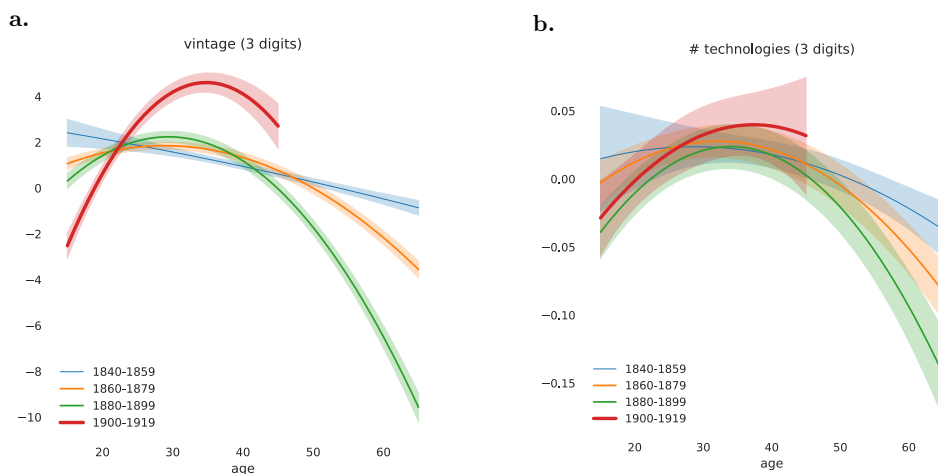 a.
vintage (3 digits)
4
2
0
−2
−4
−6
−8
−10
20 30 40 50 60
age
1840-1859
1860-1879
1880-1899
1900-1919
b.
# technologies (3 digits)
0.05
0.00
−0.05
−0.10
−0.15
20 30 40 50 60
age
1840-1859
1860-1879
1880-1899
1900-1919